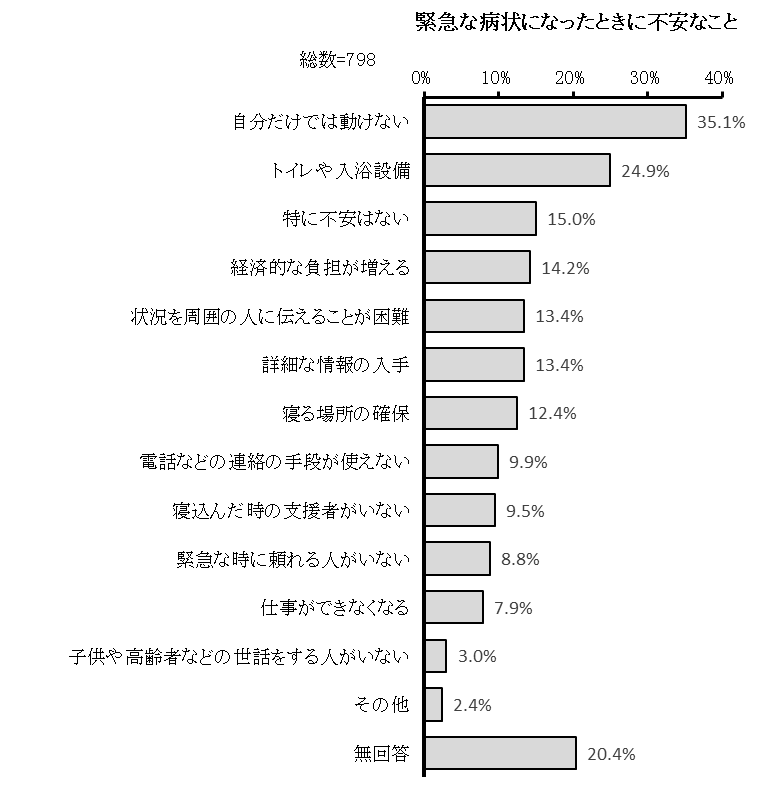 緊急な病状になったときに不安なこと
総数=798
0% 10% 20% 30% 40%
自分だけでは動けない 35.1%
トイレや入浴設備 24.9%
特に不安はない 15.0%
経済的な負担が増える 14.2%
状況を周囲の人に伝えることが困難 13.4%
詳細な情報の入手 13.4%
寝る場所の確保 12.4%
電話などの連絡の手段が使えない 9.9%
寝込んだ時の支援者がいない 9.5%
緊急な時に頼れる人がいない 8.8%
仕事ができなくなる 7.9%
子供や高齢者などの世話をする人がいない 3.0%
その他 2.4%
無回答 20.4%